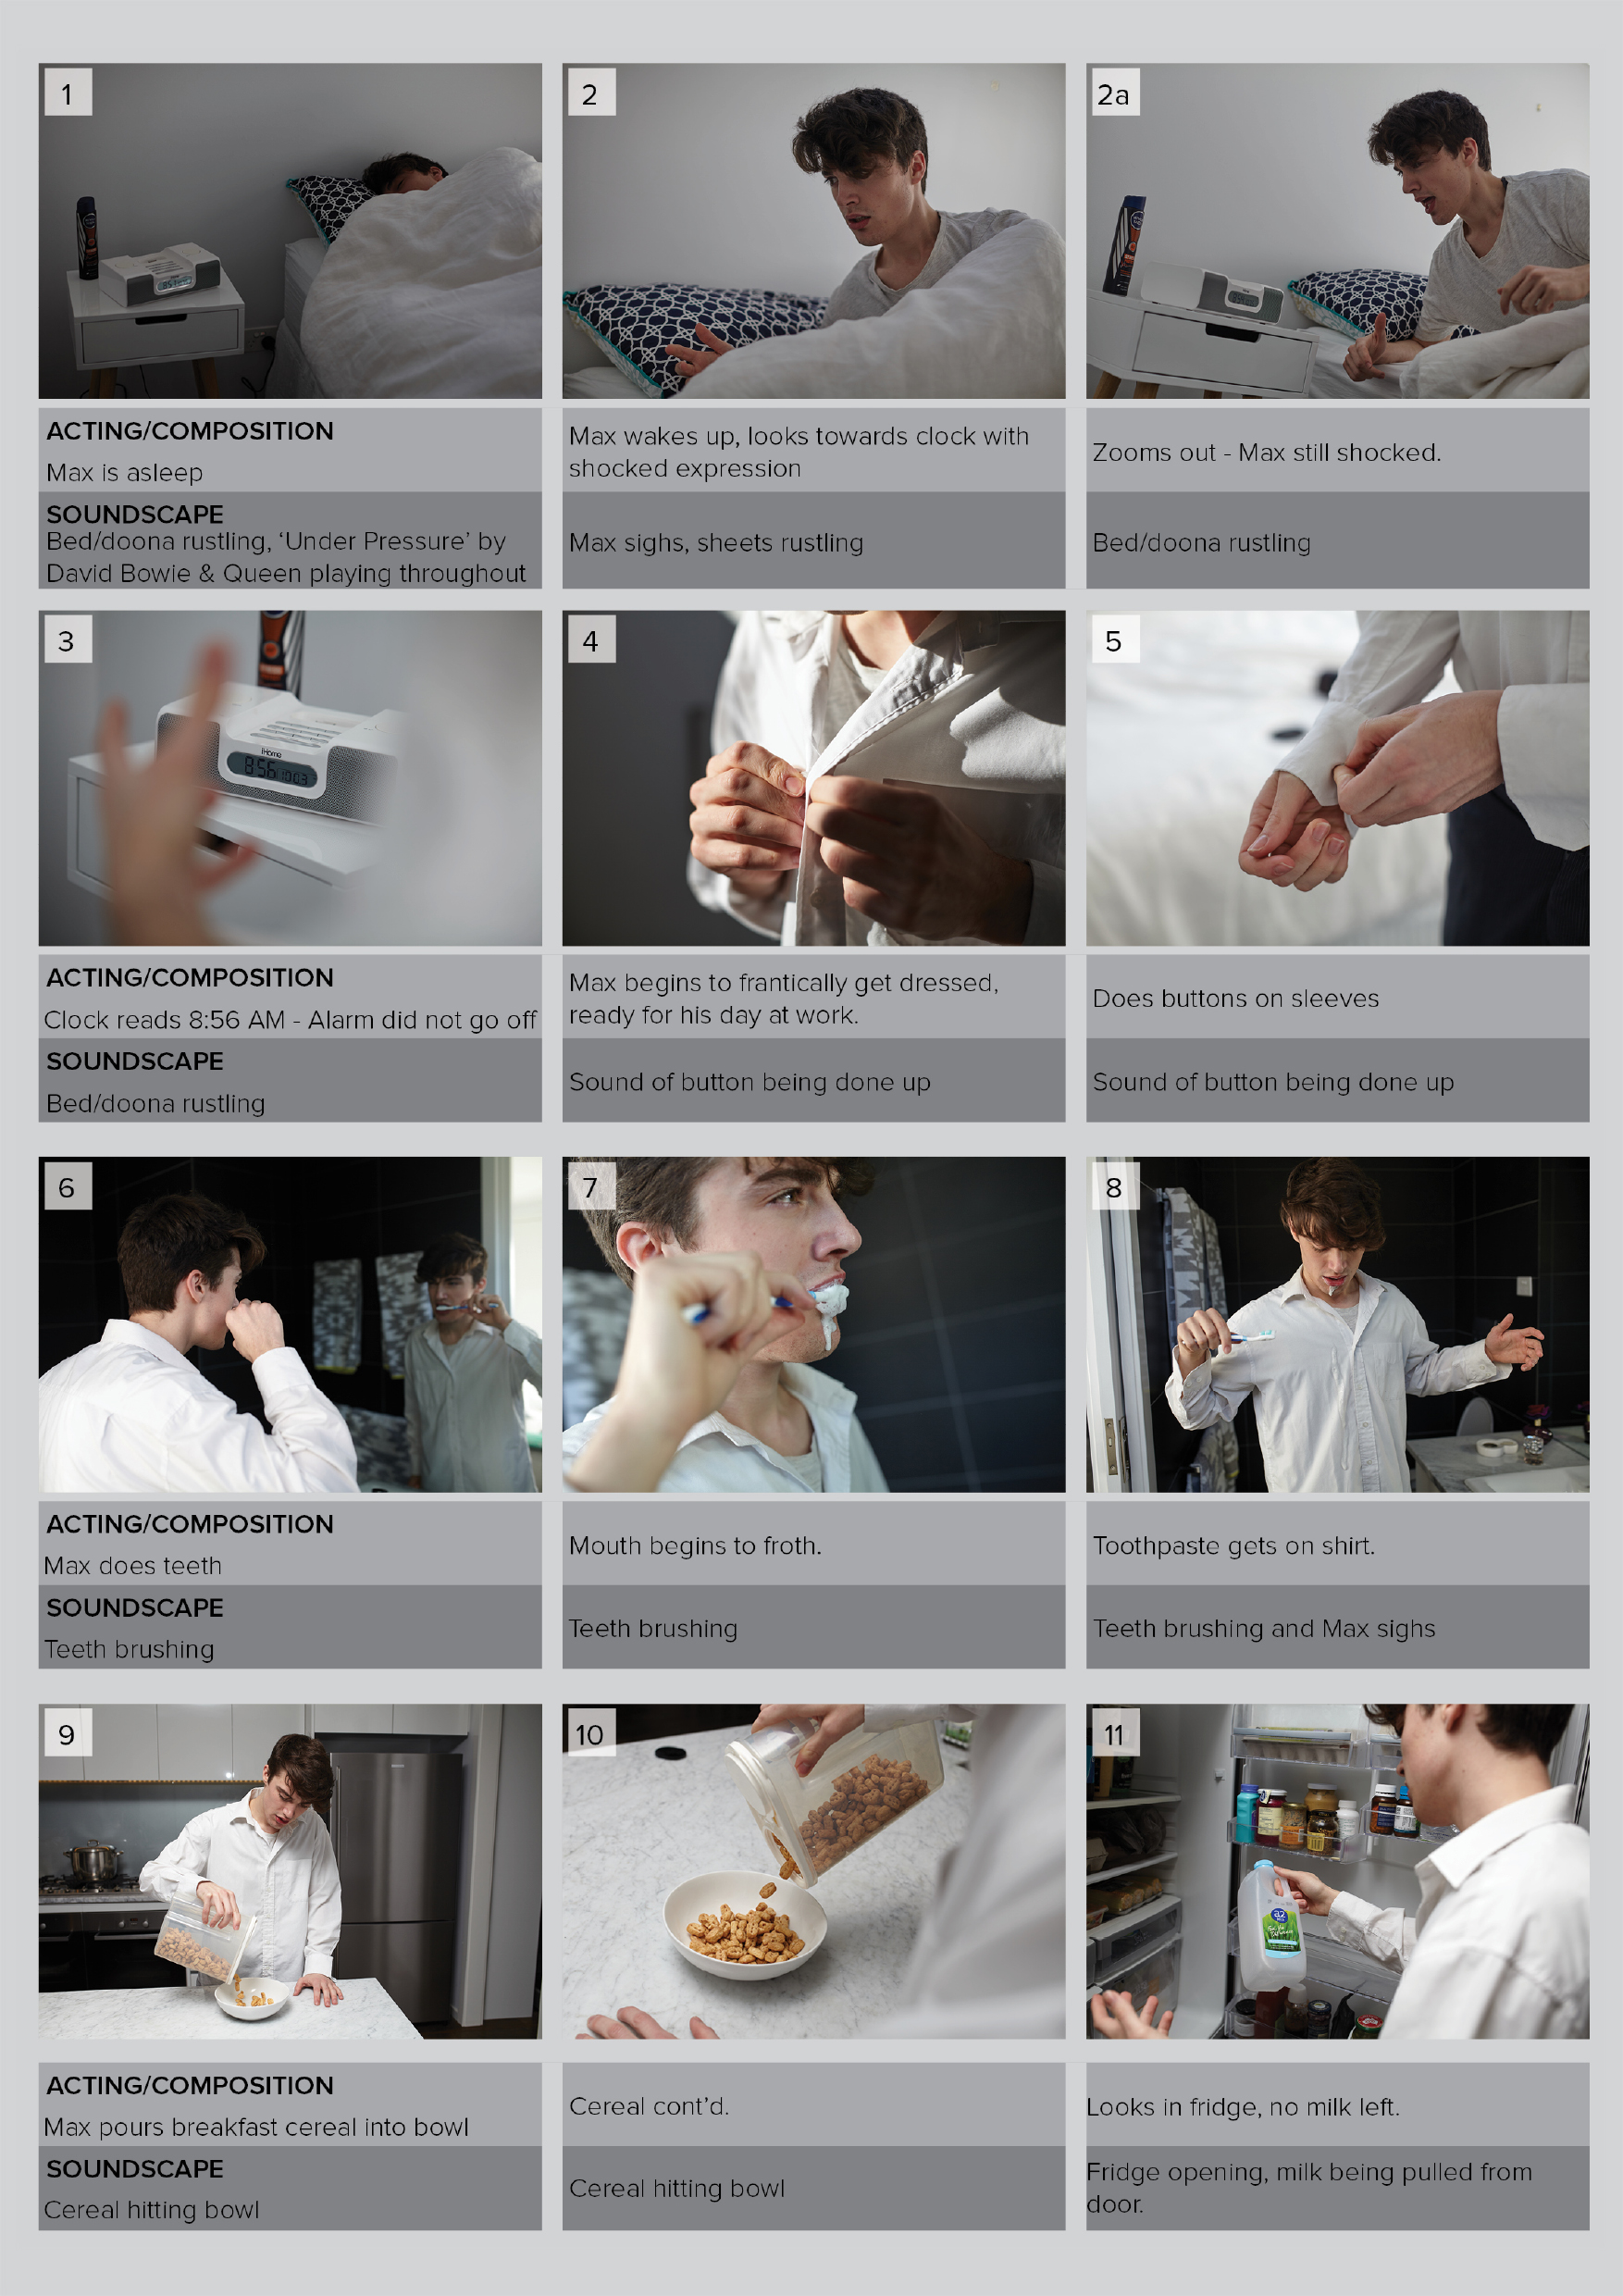 1
2
2a
ACTING/COMPOSITION
Max is asleep
Max wakes up, looks towards clock with
shocked expression
Zooms out - Max still shocked.
SOUNDSCAPE
Bed/doona rustling, ‘Under Pressure’ by
David Bowie & Queen playing throughout
Max sighs, sheets rustling
Bed/doona rustling
3
iHome
8:56 100.3
4
5
ACTING/COMPOSITION
Clock reads 8:56 AM - Alarm did not go off
Max begins to frantically get dressed,
ready for his day at work.
Does buttons on sleeves
SOUNDSCAPE
Bed/doona rustling
Sound of button being done up
Sound of button being done up
6
7
8
ACTING/COMPOSITION
Max does teeth
Mouth begins to froth.
Toothpaste gets on shirt.
SOUNDSCAPE
Teeth brushing
Teeth brushing
Teeth brushing and Max sighs
9
10
11
a2
ACTING/COMPOSITION
Max pours breakfast cereal into bowl
Cereal cont’d.
Looks in fridge, no milk left.
SOUNDSCAPE
Cereal hitting bowl
Cereal hitting bowl
Fridge opening, milk being pulled from
door.